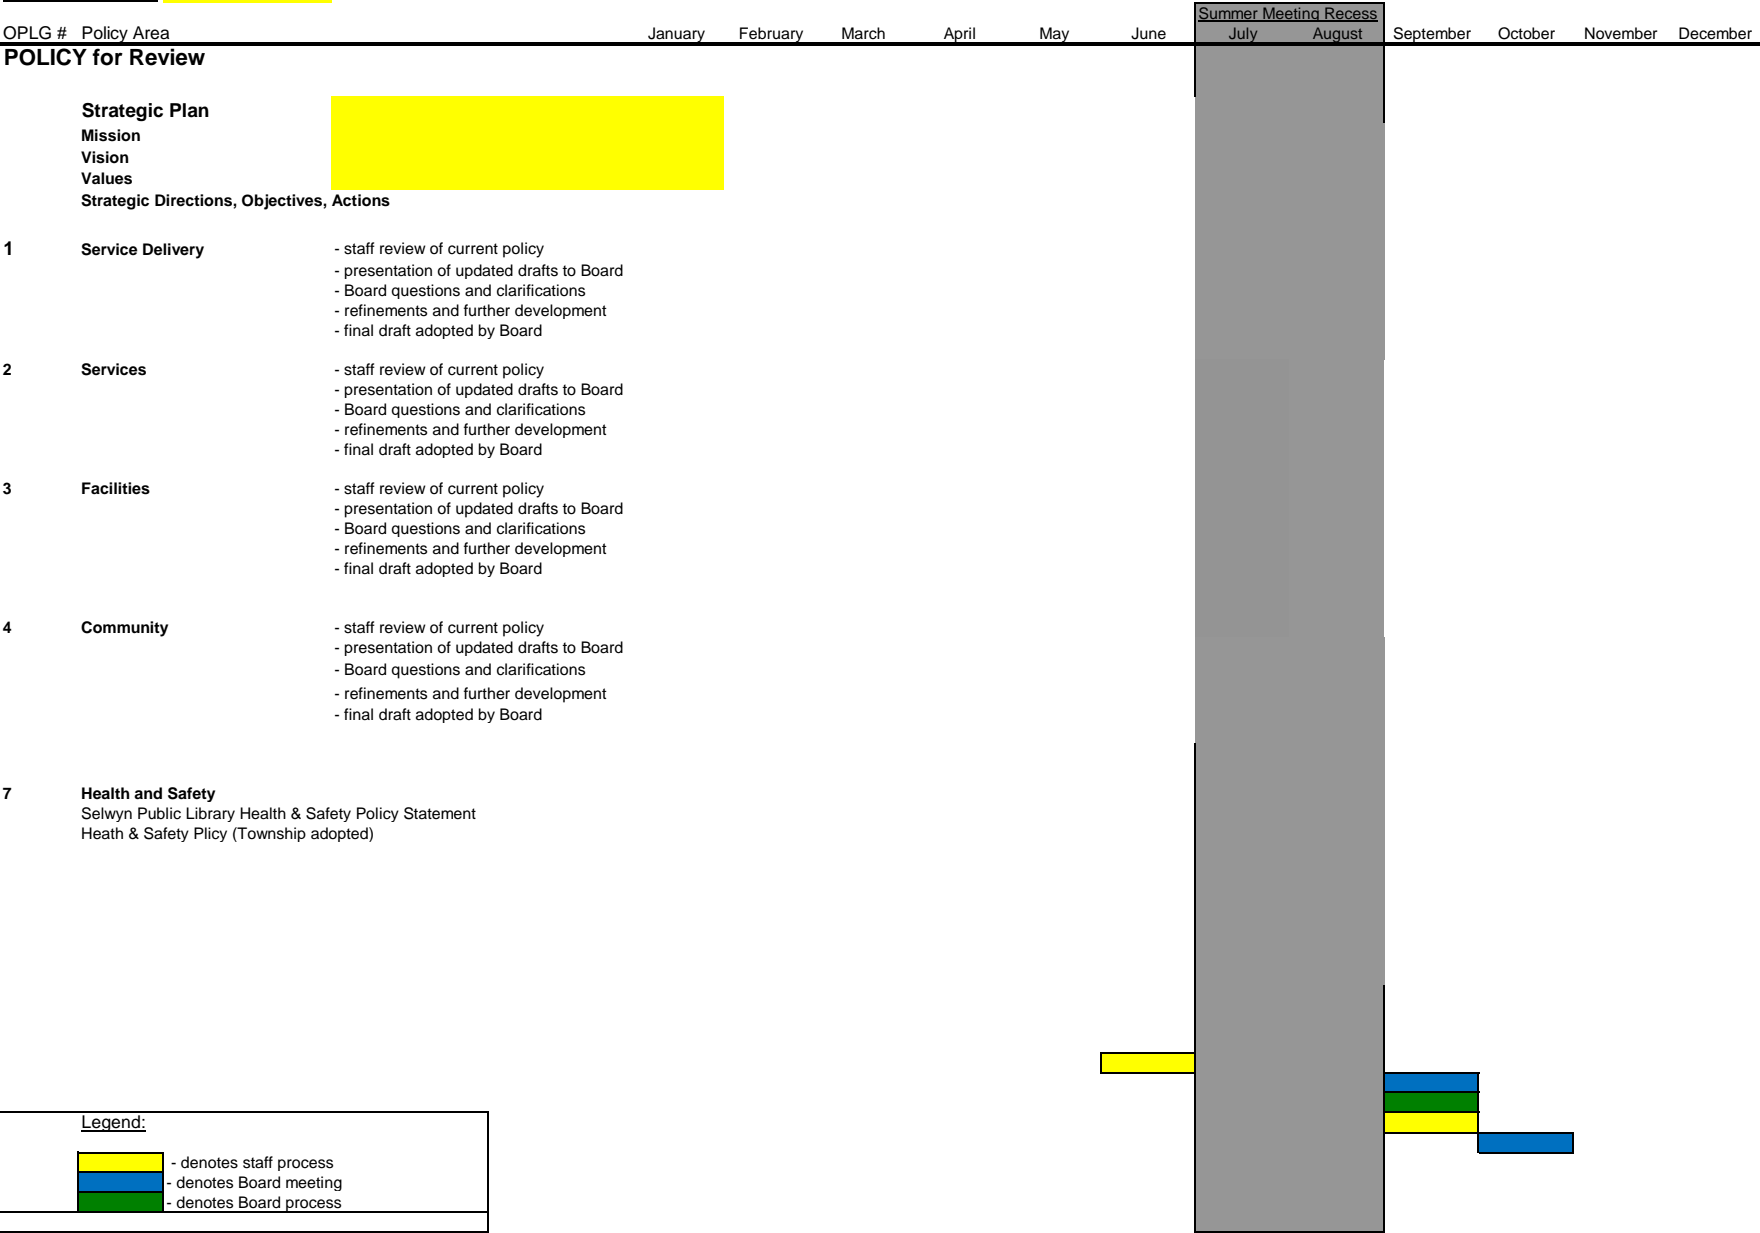 Summer Meeting Recess
OPLG # Policy Area January February March April May June July August September October November December
POLICY for Review
Strategic Plan
Mission
Vision
Values
Strategic Directions, Objectives, Actions
1 Service Delivery - staff review of current policy
- presentation of updated drafts to Board
- Board questions and clarifications
- refinements and further development
- final draft adopted by Board
2 Services - staff review of current policy
- presentation of updated drafts to Board
- Board questions and clarifications
- refinements and further development
- final draft adopted by Board
3 Facilities - staff review of current policy
- presentation of updated drafts to Board
- Board questions and clarifications
- refinements and further development
- final draft adopted by Board
4 Community - staff review of current policy
- presentation of updated drafts to Board
- Board questions and clarifications
- refinements and further development
- final draft adopted by Board
7 Health and Safety
Selwyn Public Library Health & Safety Policy Statement
Heath & Safety Plicy (Township adopted)
Legend:
- denotes staff process
- denotes Board meeting
- denotes Board process